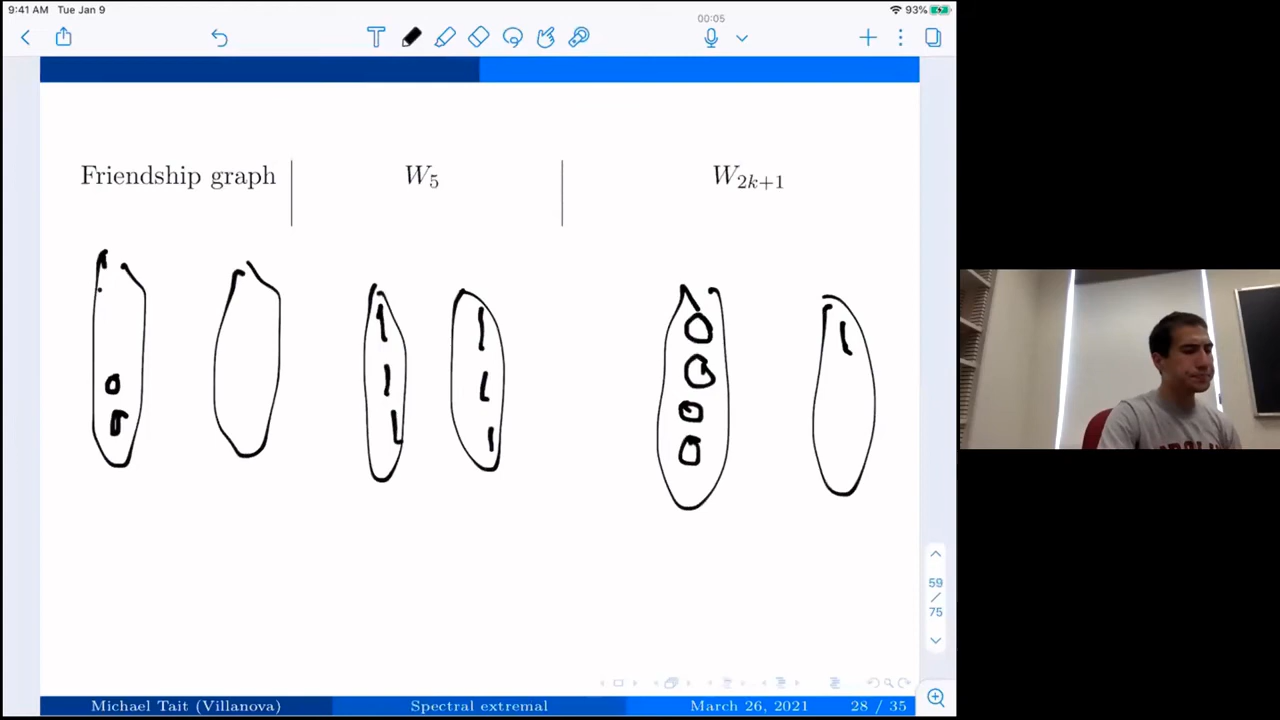 9:41 AM Tue Jan 9
93%
00:05
T
Friendship graph
W₅
W₂ₖ₊₁
59
/
75
Michael Tait (Villanova)
Spectral extremal
March 26, 2021
28 / 35